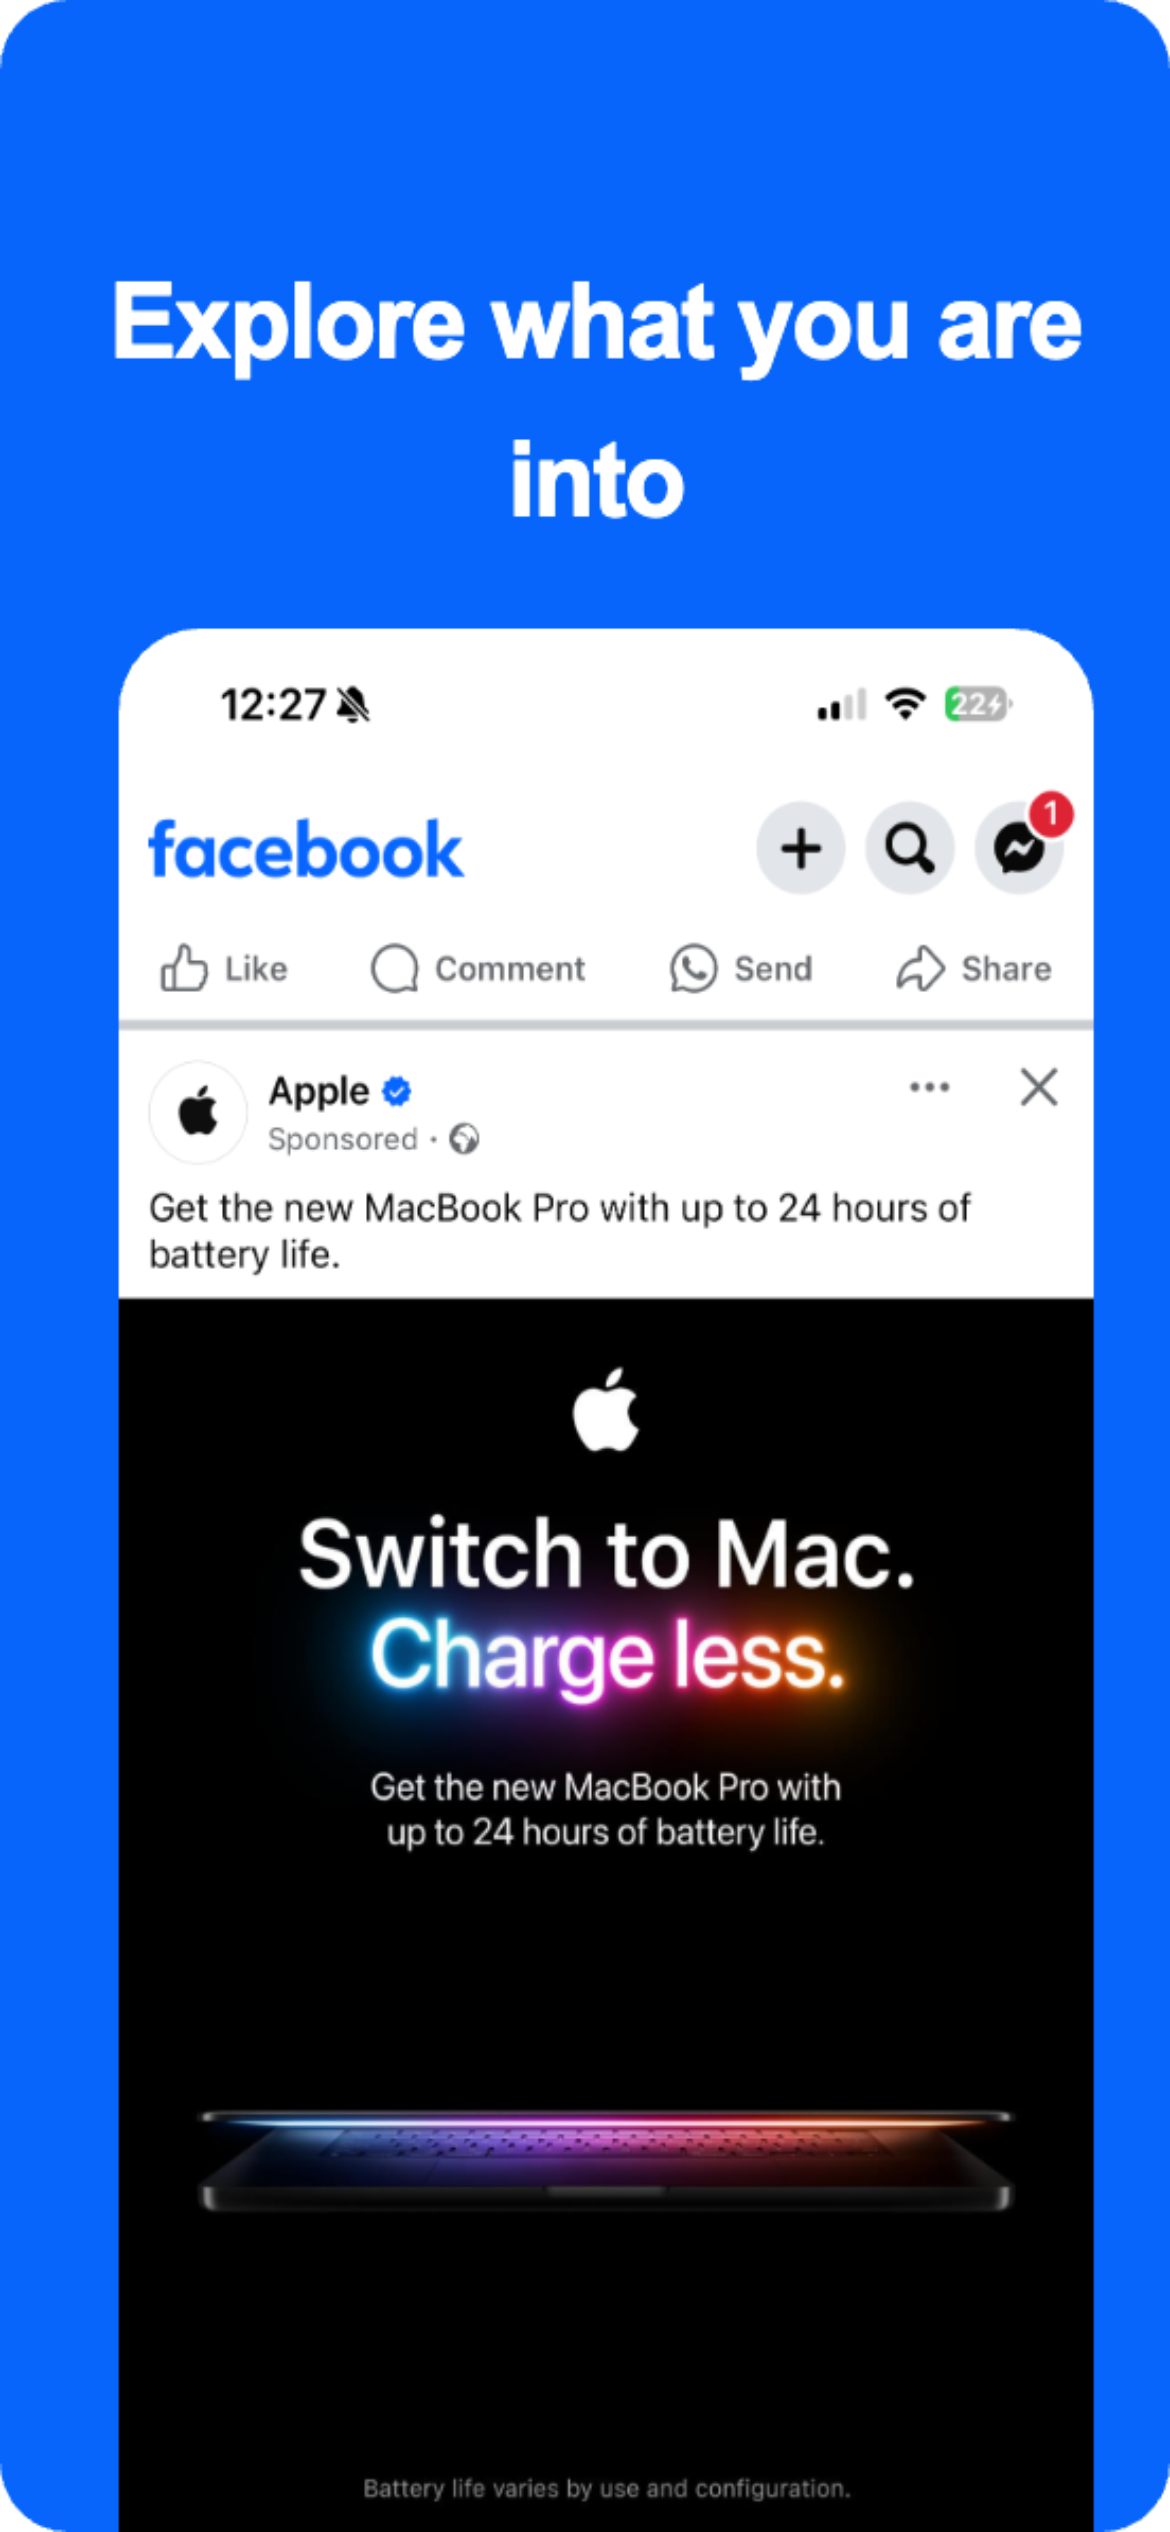 Explore what you are
into
12:27
22
facebook
1
Like Comment Send Share
Apple
Sponsored ·
Get the new MacBook Pro with up to 24 hours of
battery life.
Switch to Mac.
Charge less.
Get the new MacBook Pro with
up to 24 hours of battery life.
Battery life varies by use and configuration.